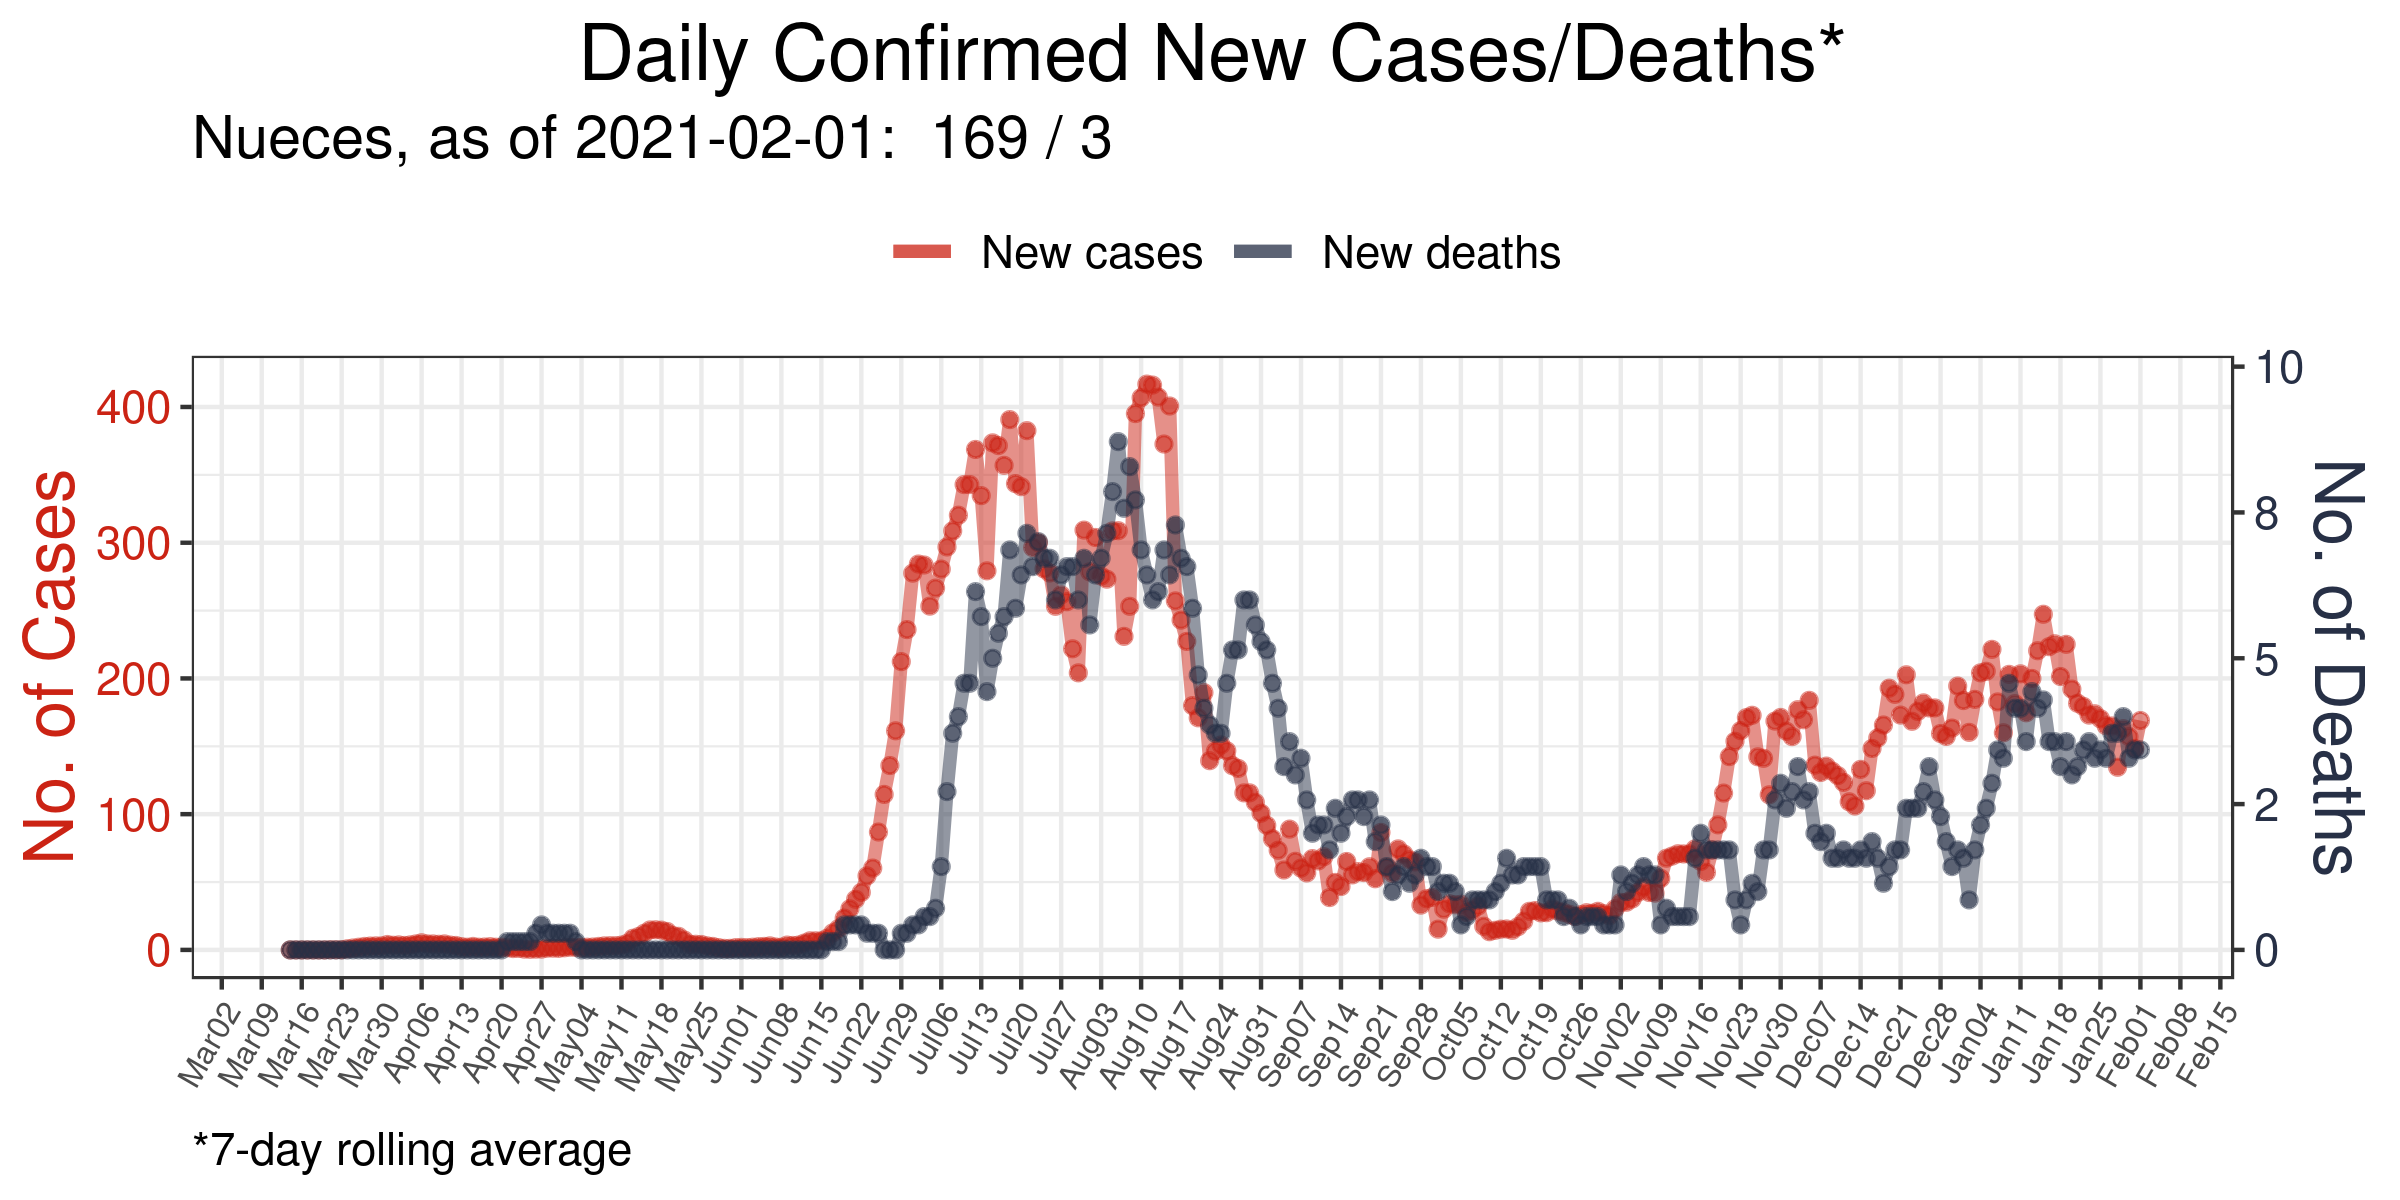 Daily Confirmed New Cases/Deaths*
Nueces, as of 2021-02-01:  169 / 3
New cases New deaths
No. of Cases
400
300
200
100
0
10
8
5
2
0
No. of Deaths
Mar02 Mar09 Mar16 Mar23 Mar30 Apr06 Apr13 Apr20 Apr27 May04 May11 May18 May25 Jun01 Jun08 Jun15 Jun22 Jun29 Jul06 Jul13 Jul20 Jul27 Aug03 Aug10 Aug17 Aug24 Aug31 Sep07 Sep14 Sep21 Sep28 Oct05 Oct12 Oct19 Oct26 Nov02 Nov09 Nov16 Nov23 Nov30 Dec07 Dec14 Dec21 Dec28 Jan04 Jan11 Jan18 Jan25 Feb01 Feb08 Feb15
*7-day rolling average